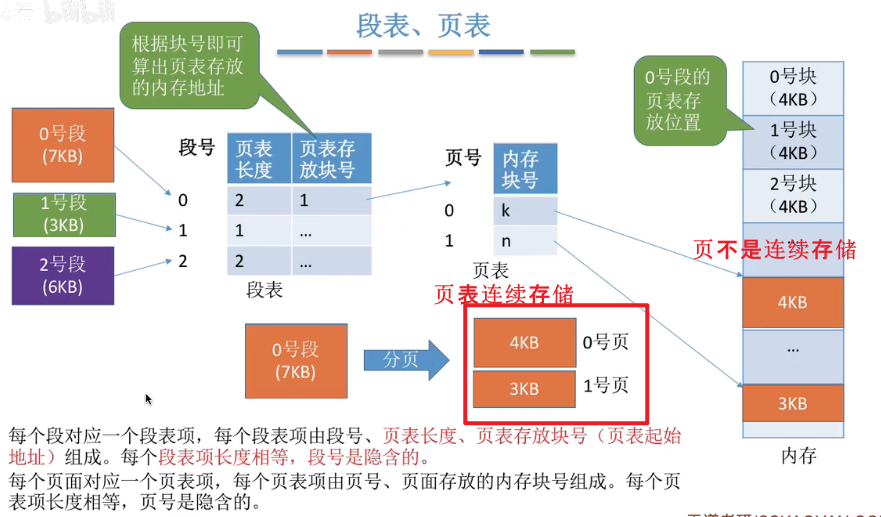 bilibili
段表、页表
根据块号即可
算出页表存放
的内存地址
0号段的
页表存
放位置
0号段
(7KB)
1号段
(3KB)
2号段
(6KB)
段号
页表
长度
页表存
放块号
0
2
1
1
1
...
2
2
...
段表
页号
内存
块号
0
k
1
n
页表
0号块
（4KB）
1号块
（4KB）
2号块
（4KB）
...
页不是连续存储
4KB
...
3KB
内存
页表连续存储
0号段
(7KB)
分页
4KB
0号页
3KB
1号页
每个段对应一个段表项，每个段表项由段号、页表长度、页表存放块号（页表起始
地址）组成。每个段表项长度相等，段号是隐含的。
每个页面对应一个页表项，每个页表项由页号、页面存放的内存块号组成。每个页
表项长度相等，页号是隐含的。